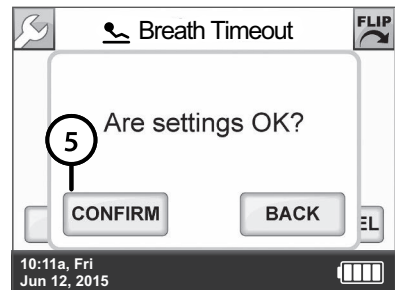 Breath Timeout
FLIP
Are settings OK?
5
CONFIRM
BACK
EL
10:11a, Fri
Jun 12, 2015